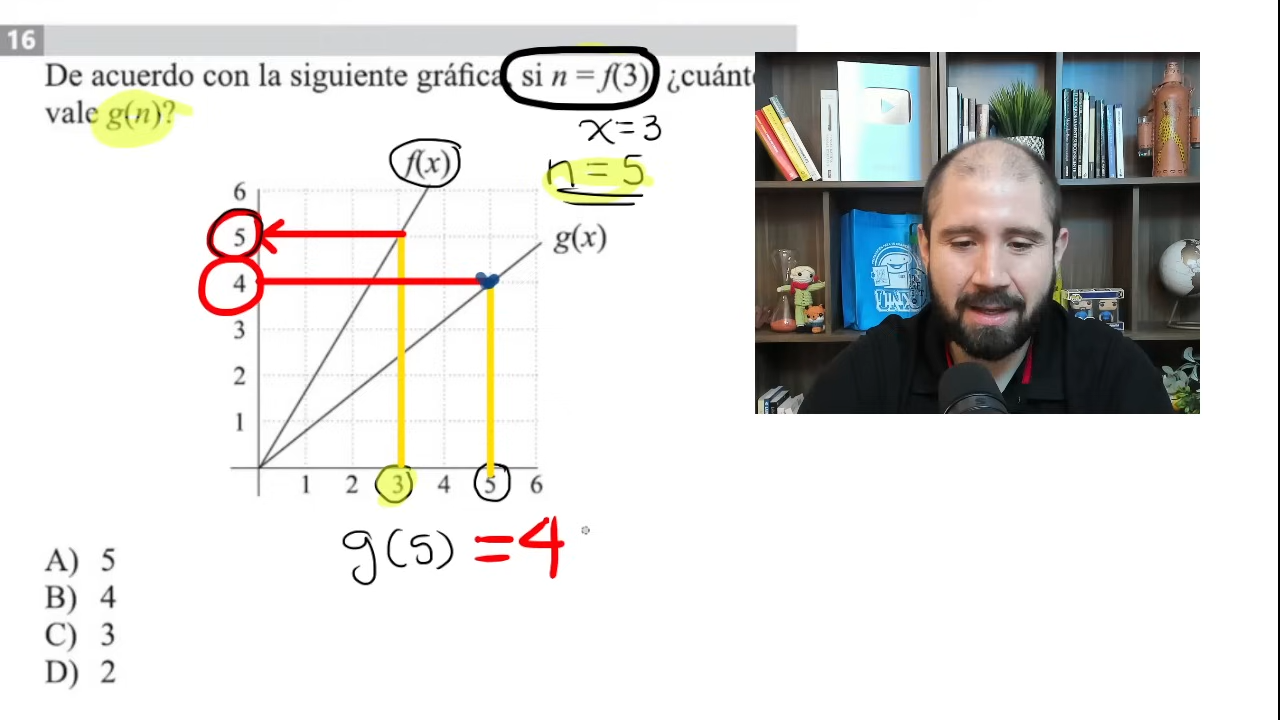 16
De acuerdo con la siguiente gráfica si n = f(3) ¿cuánt
vale g(n)?
x=3
n = 5
f(x)
g(x)
6
5
4
3
2
1
1 2 3 4 5 6
g(5) =4
A) 5
B) 4
C) 3
D) 2